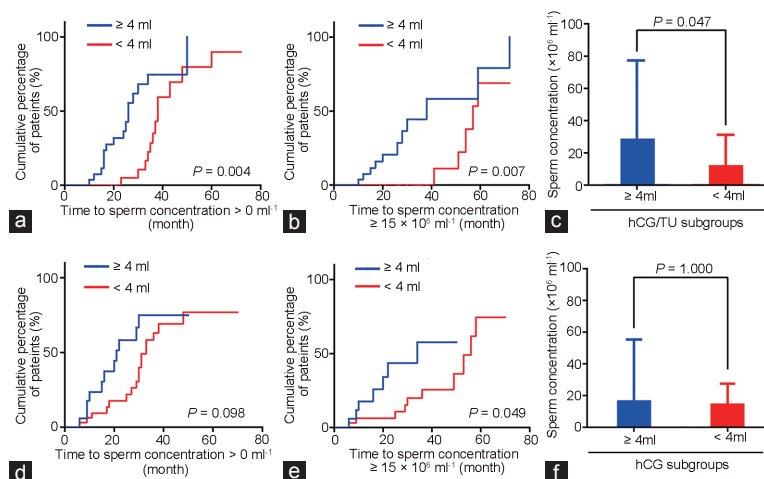 ≥ 4 ml
< 4 ml
Cumulative percentage
of pateints (%)
100
50
0
0
20
40
60
80
P = 0.004
Time to sperm concentration > 0 ml⁻¹
(month)
a
≥ 4 ml
< 4 ml
Cumulative percentage
of pateints (%)
100
50
0
0
20
40
60
80
P = 0.007
Time to sperm concentration
≥ 15 × 10⁶ ml⁻¹ (month)
b
Sperm concentration (×10⁶ ml⁻¹)
100
80
60
40
20
0
P = 0.047
≥ 4ml
< 4ml
hCG/TU subgroups
c
≥ 4 ml
< 4 ml
Cumulative percentage
of pateints (%)
100
50
0
0
20
40
60
80
P = 0.098
Time to sperm concentration > 0 ml⁻¹
(month)
d
≥ 4 ml
< 4 ml
Cumulative percentage
of pateints (%)
100
50
0
0
20
40
60
80
P = 0.049
Time to sperm concentration
≥ 15 × 10⁶ ml⁻¹ (month)
e
Sperm concentration (×10⁶ ml⁻¹)
100
80
60
40
20
0
P = 1.000
≥ 4ml
< 4ml
hCG subgroups
f